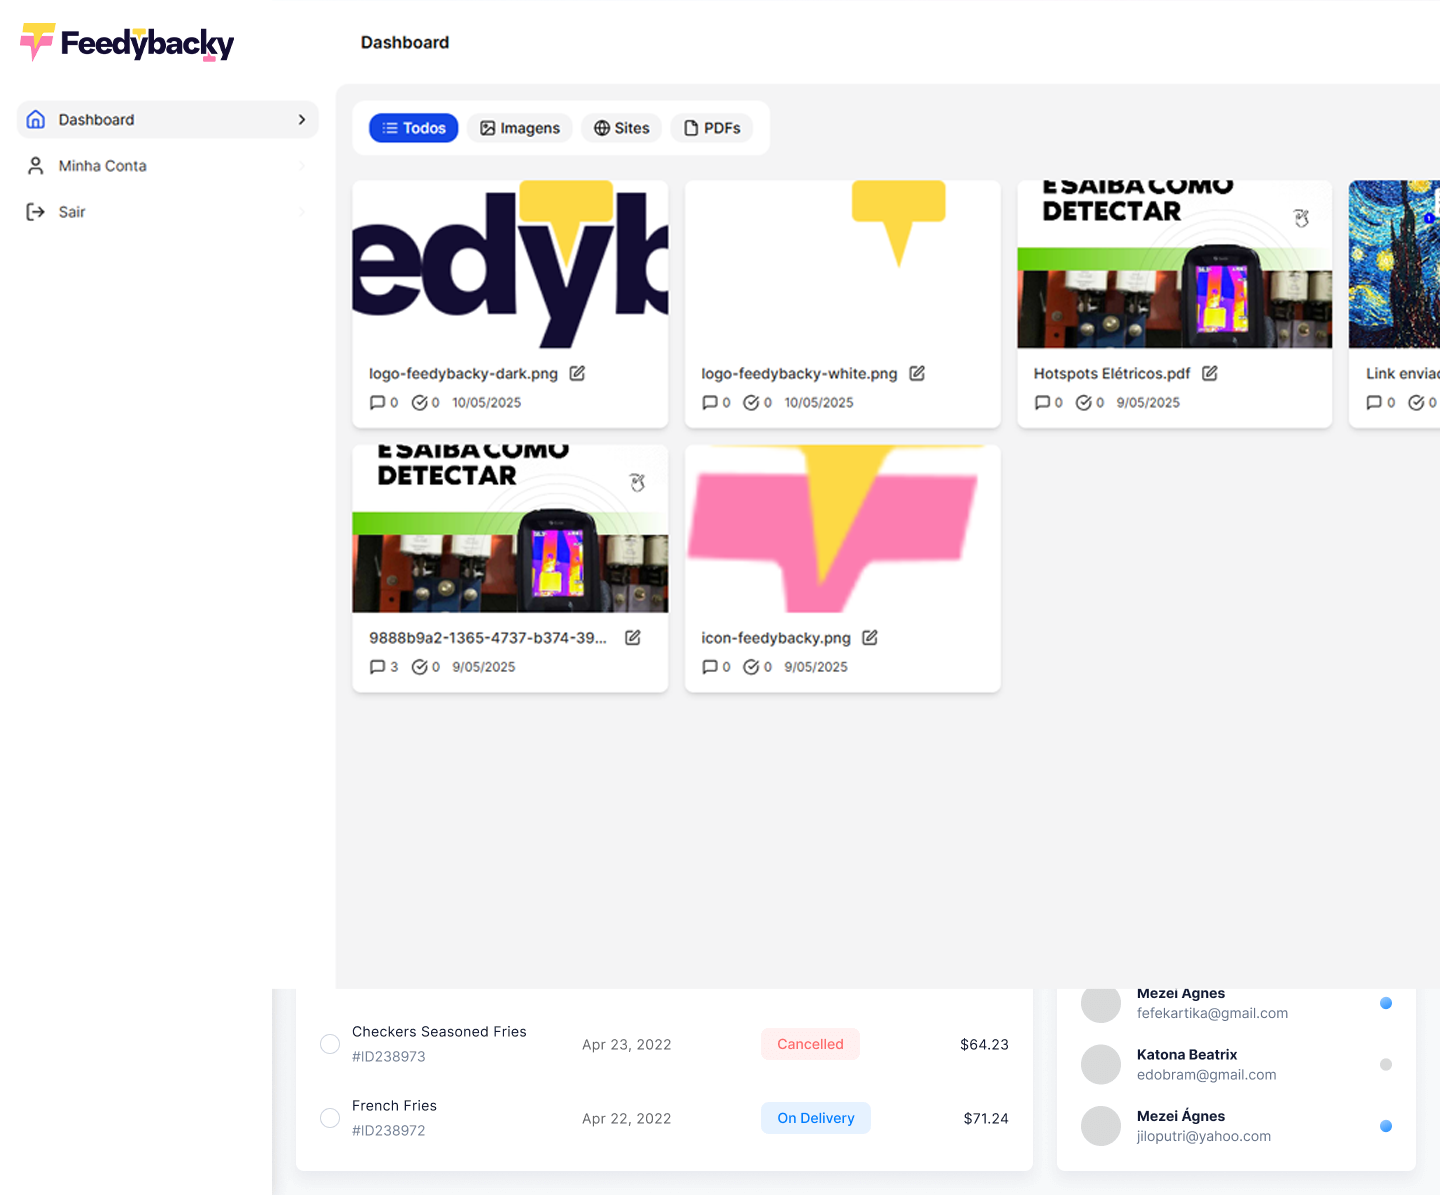 Feedybacky
Dashboard
Dashboard
Minha Conta
Sair
Todos
Imagens
Sites
PDFs
edyb
E SAIBA COMO
DETECTAR
logo-feedybacky-dark.png
0 0 10/05/2025
logo-feedybacky-white.png
0 0 10/05/2025
Hotspots Elétricos.pdf
0 0 9/05/2025
1
Link envia
0 0
E SAIBA COMO
DETECTAR
9888b9a2-1365-4737-b374-39...
3 0 9/05/2025
icon-feedybacky.png
0 0 9/05/2025
Checkers Seasoned Fries
#ID238973
Apr 23, 2022
Cancelled
$64.23
French Fries
#ID238972
Apr 22, 2022
On Delivery
$71.24
Mezei Ágnes
fefekartika@gmail.com
Katona Beatrix
edobram@gmail.com
Mezei Ágnes
jiloputri@yahoo.com